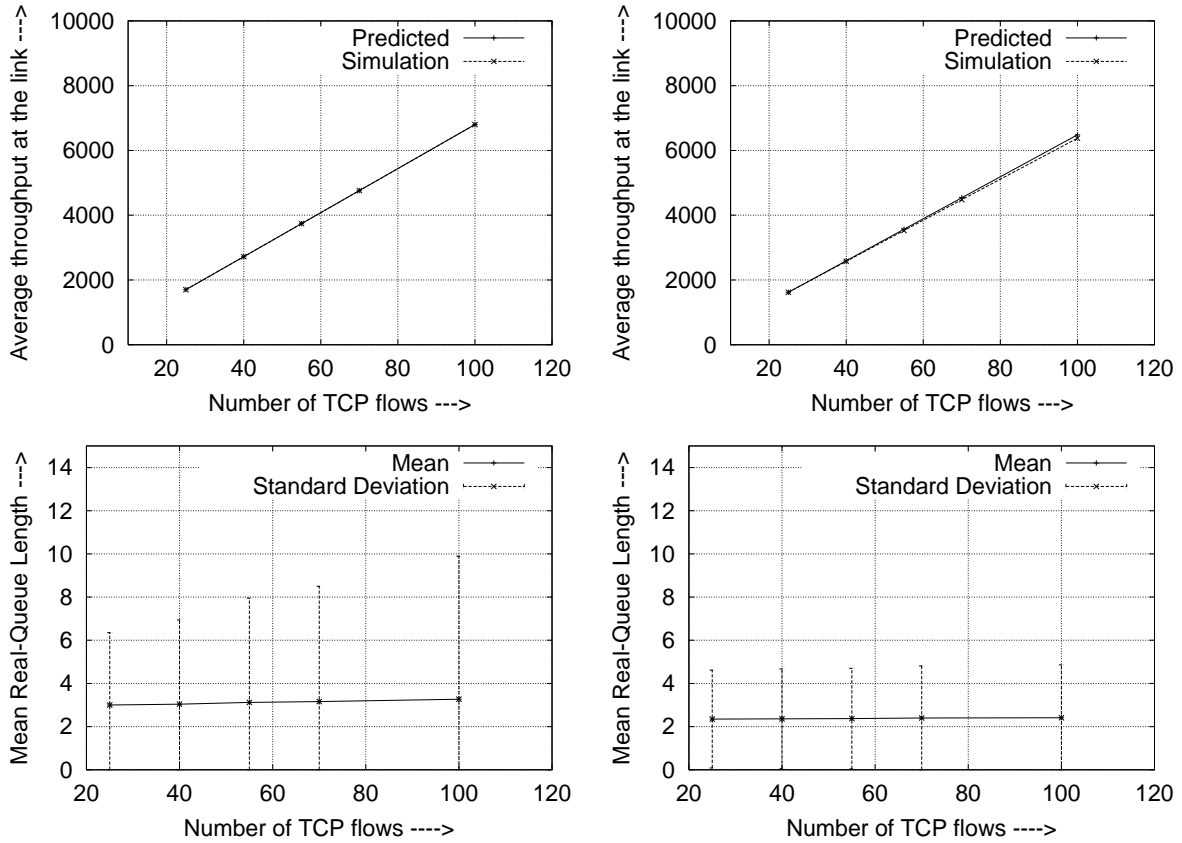 Average throughput at the link --->
10000
8000
6000
4000
2000
0
Predicted
Simulation
20 40 60 80 100 120
Number of TCP flows --->
Average throughput at the link --->
10000
8000
6000
4000
2000
0
Predicted
Simulation
20 40 60 80 100 120
Number of TCP flows --->
Mean Real-Queue Length --->
14
12
10
8
6
4
2
0
Mean
Standard Deviation
20 40 60 80 100 120
Number of TCP flows ---->
Mean Real-Queue Length --->
14
12
10
8
6
4
2
0
Mean
Standard Deviation
20 40 60 80 100 120
Number of TCP flows ---->